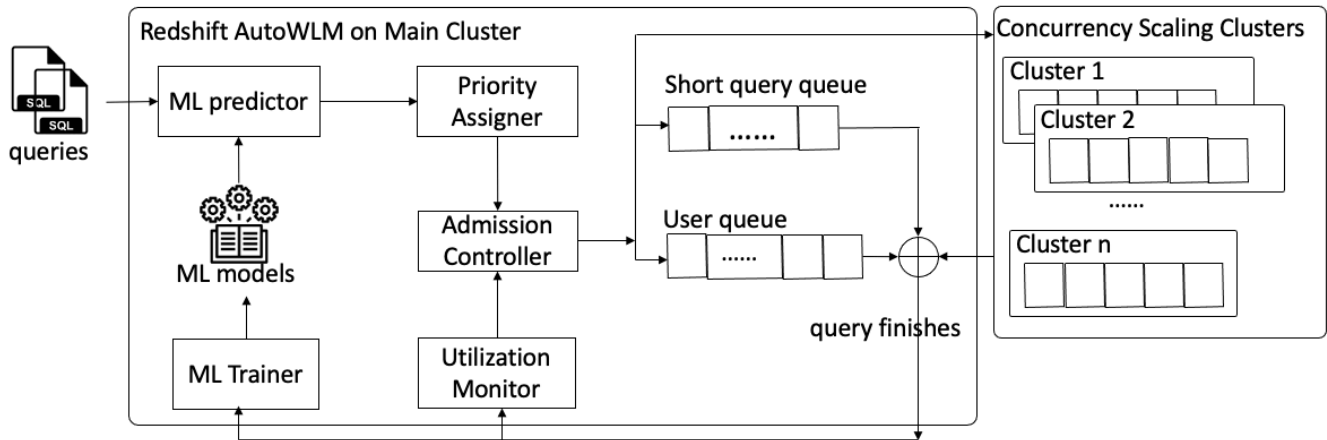 Redshift AutoWLM on Main Cluster
Concurrency Scaling Clusters
SQL
SQL
queries
ML predictor
Priority
Assigner
Short query queue
......
Cluster 1
Cluster 2
......
ML models
Admission
Controller
User queue
......
Cluster n
query finishes
ML Trainer
Utilization
Monitor